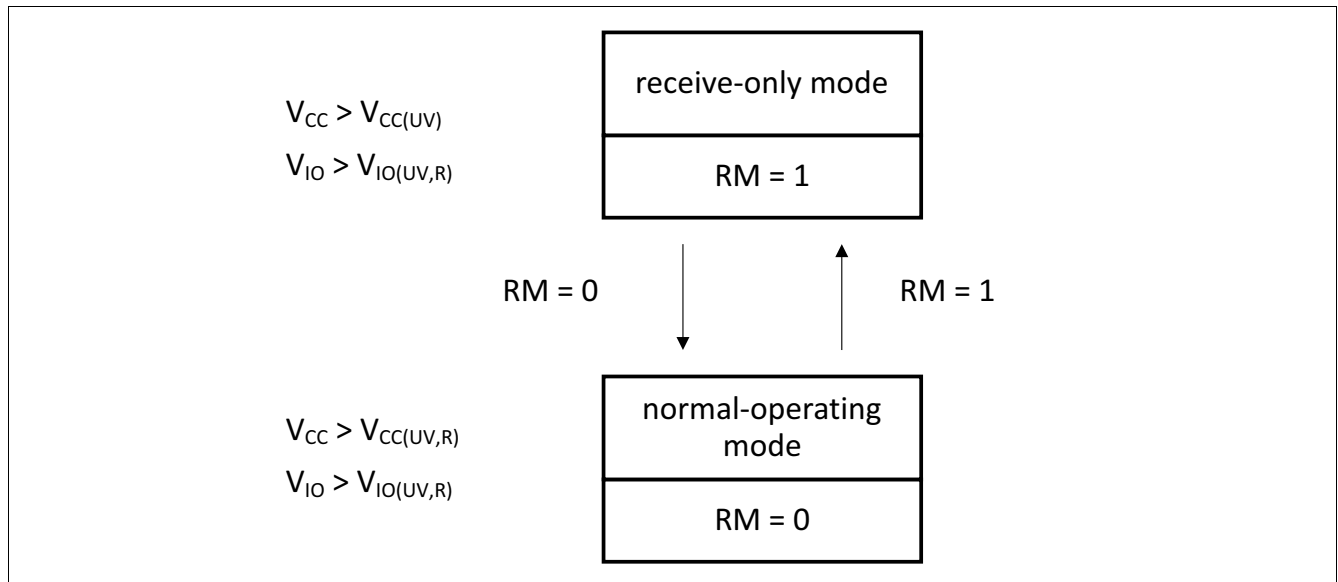 receive-only mode
V_CC > V_CC(UV)
V_IO > V_IO(UV,R)
RM = 1
RM = 0
RM = 1
normal-operating
mode
V_CC > V_CC(UV,R)
V_IO > V_IO(UV,R)
RM = 0